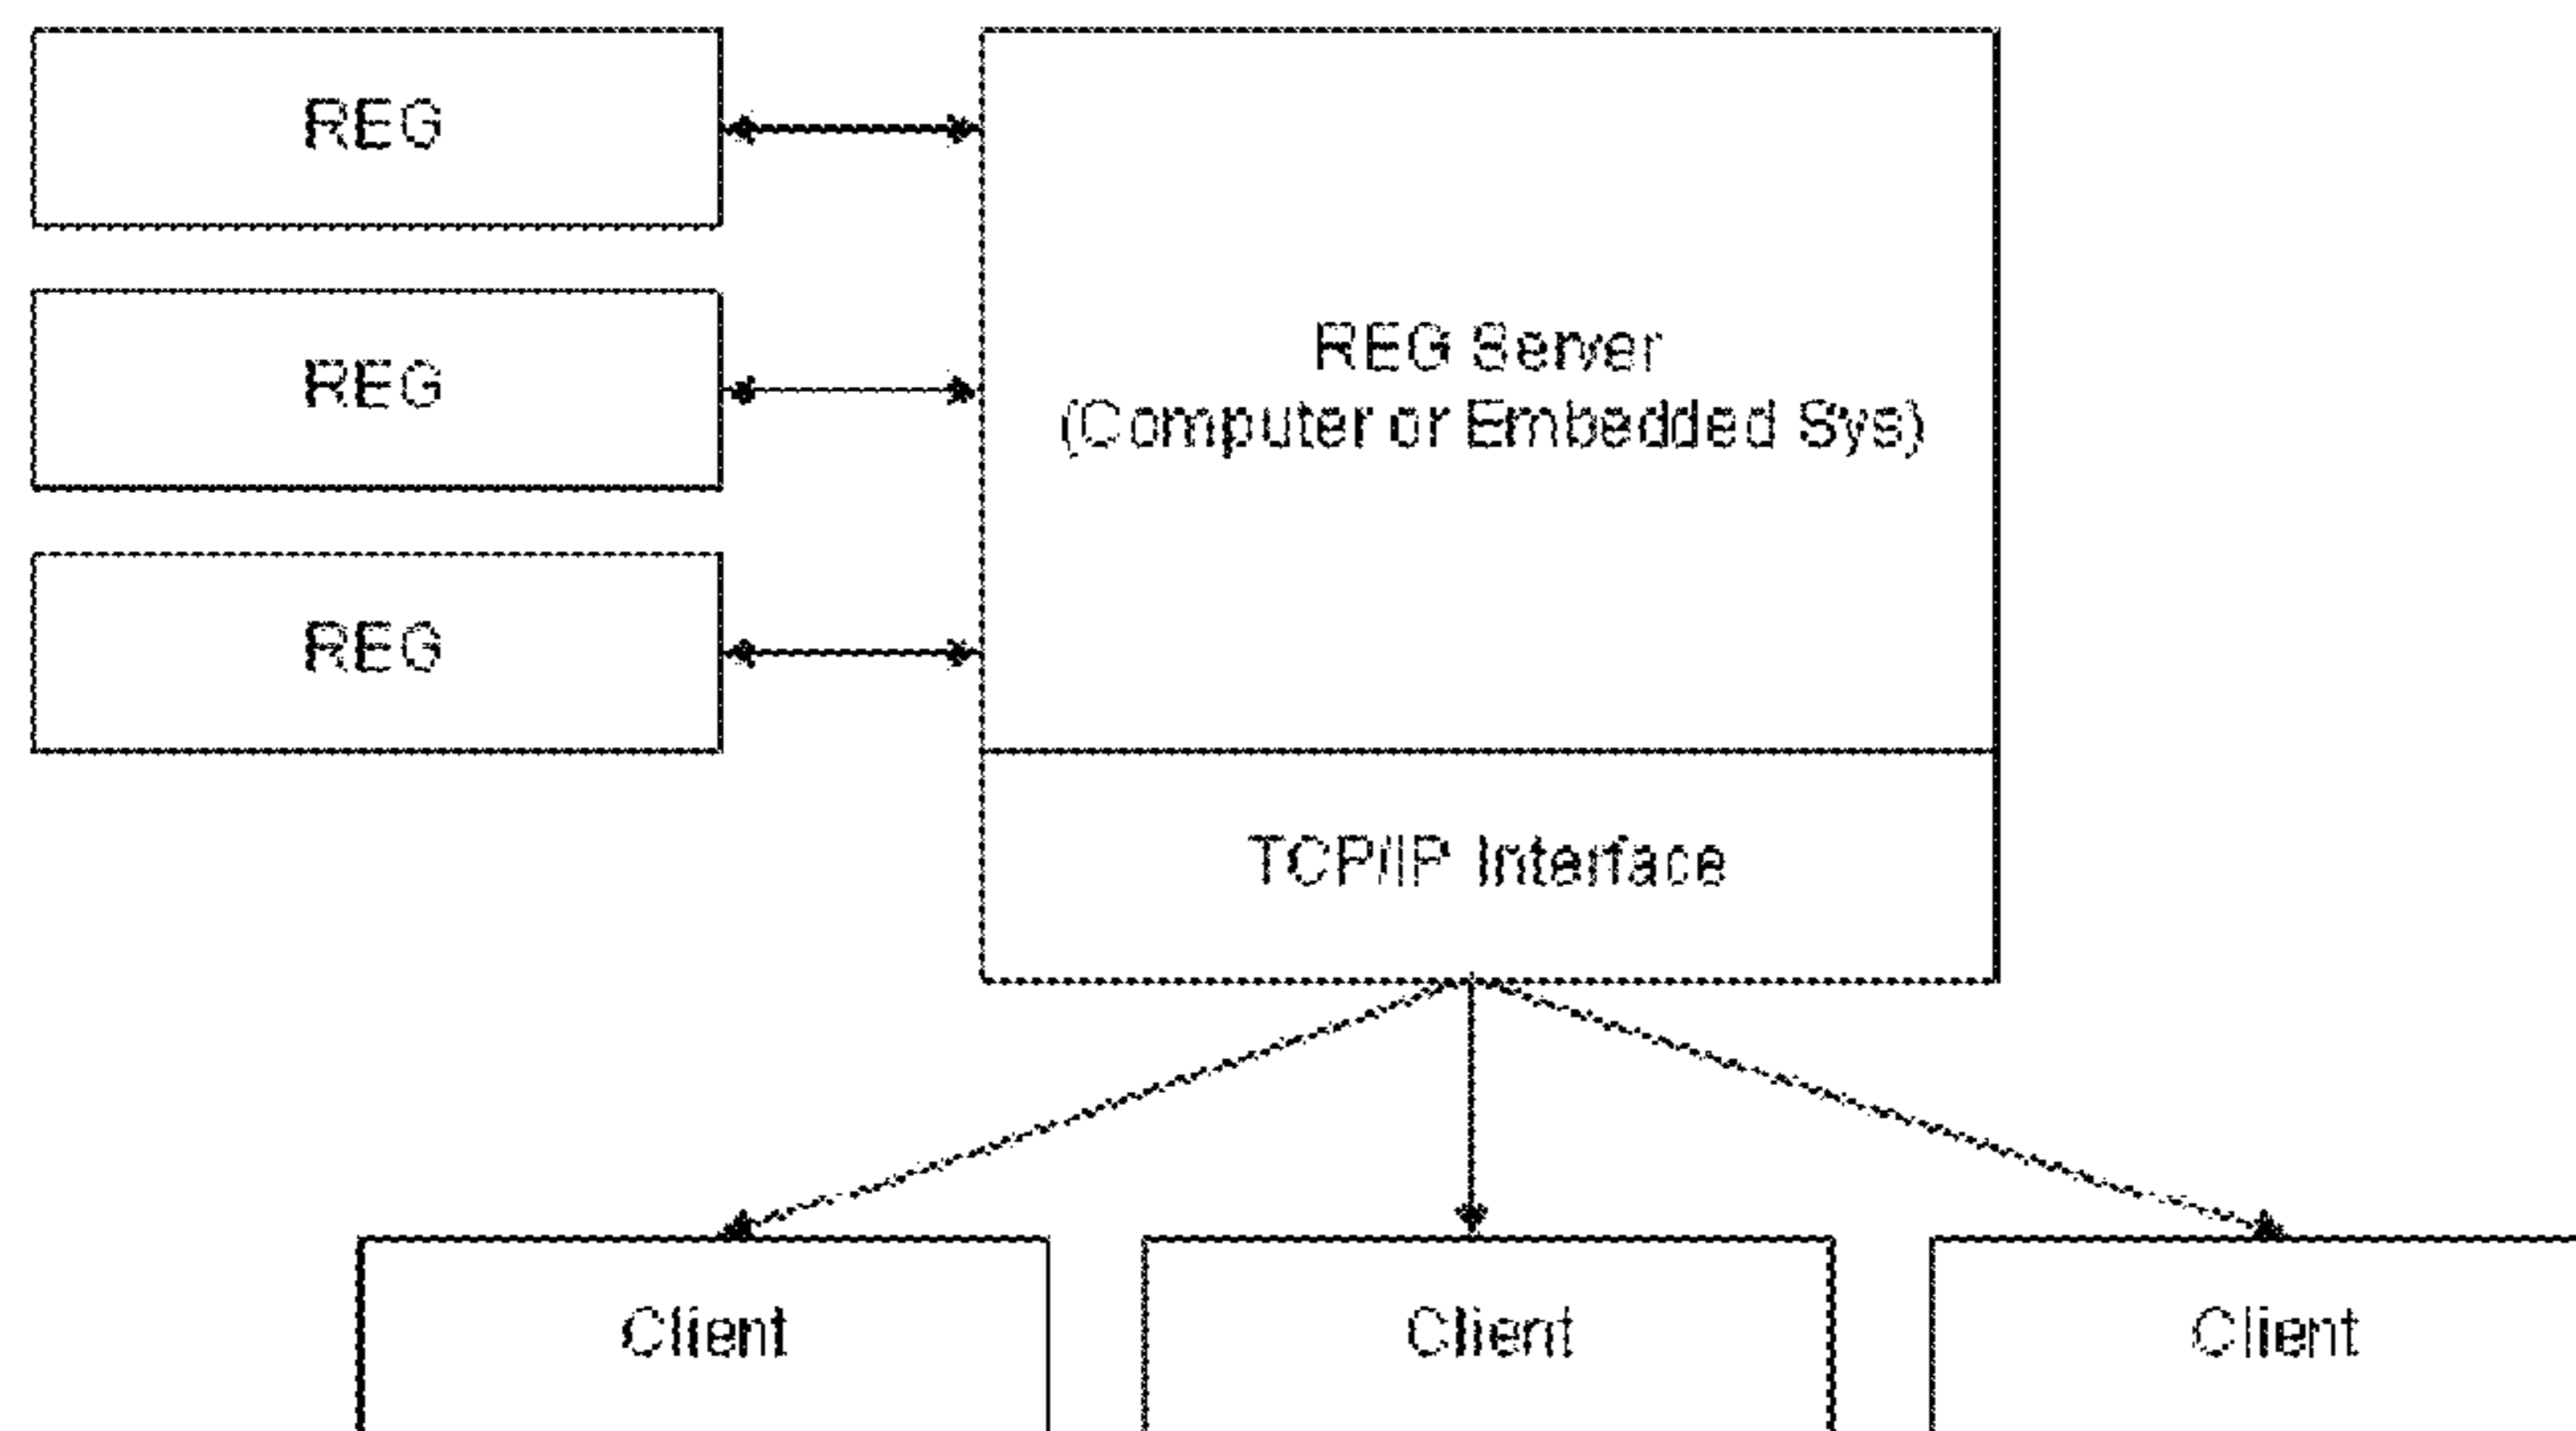 REG
REG
REG
REG Server
(Computer or Embedded Sys)
TCP/IP Interface
Client
Client
Client